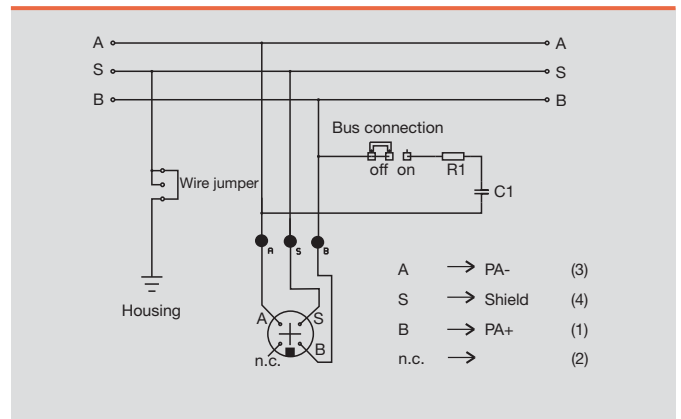 A A
S S
B B
Bus connection
off on R1
C1
Wire jumper
A S B
Housing
A S
n.c. B
A → PA- (3)
S → Shield (4)
B → PA+ (1)
n.c. → (2)